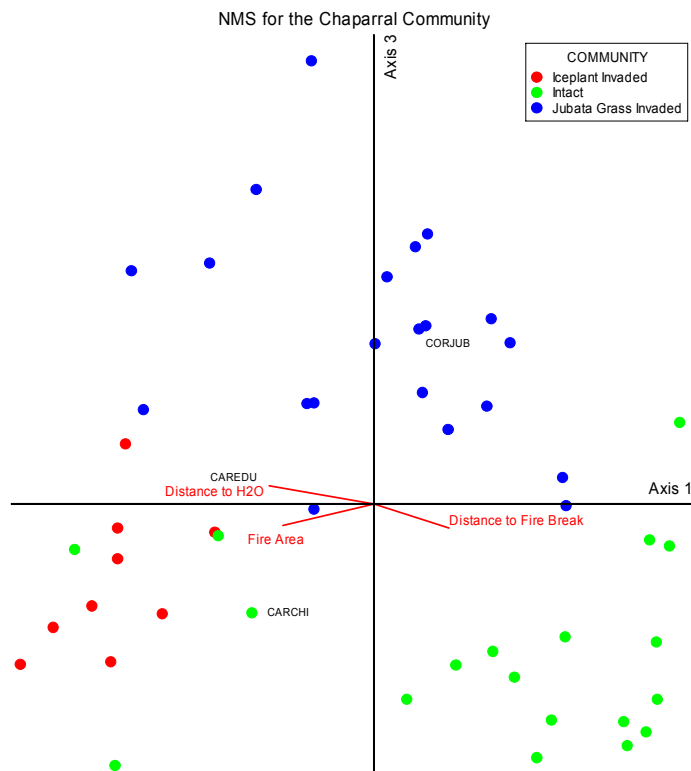 NMS for the Chaparral Community
Axis 3
COMMUNITY
Iceplant Invaded
Intact
Jubata Grass Invaded
CORJUB
CAREDU
Distance to H2O
Axis 1
Distance to Fire Break
Fire Area
CARCHI